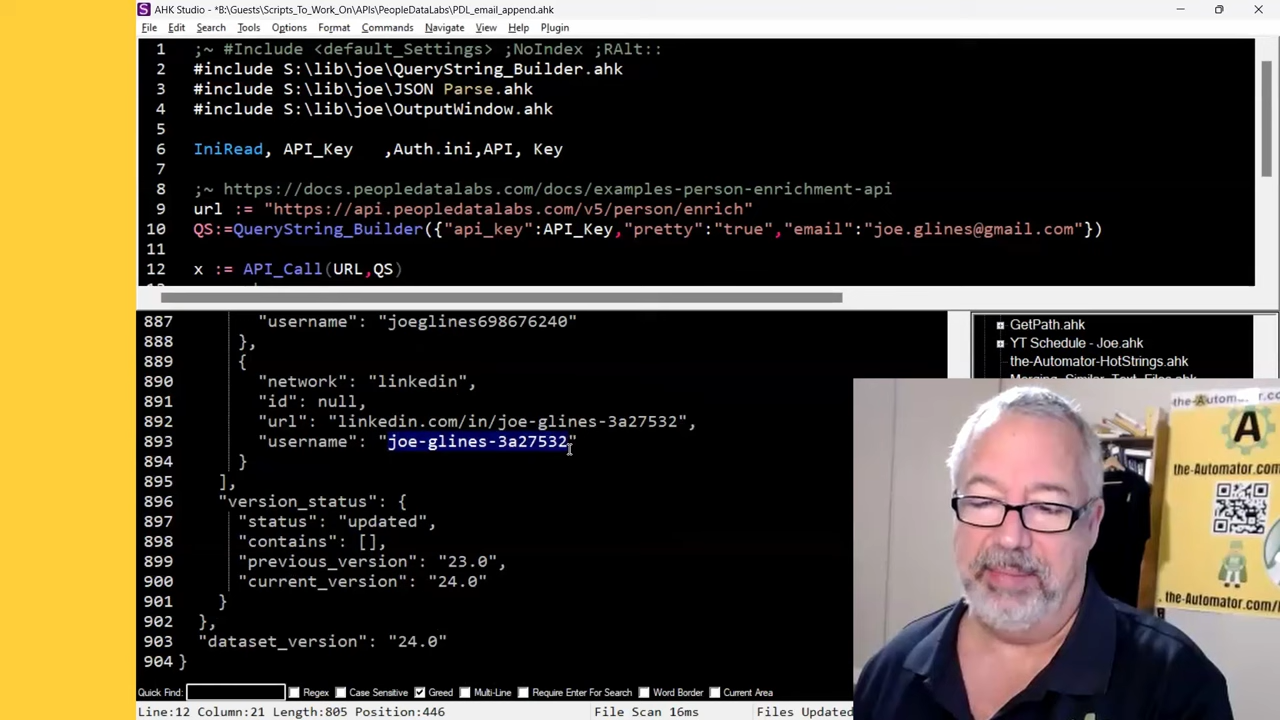 AHK Studio - *B:\Guests\Scripts_To_Work_On\APIs\PeopleDataLabs\PDL_email_append.ahk
File Edit Search Tools Options Format Commands Navigate View Help Plugin
1 ;~ #Include <default_Settings> ;NoIndex ;RAlt::
2 #include S:\lib\joe\QueryString_Builder.ahk
3 #include S:\lib\joe\JSON Parse.ahk
4 #include S:\lib\joe\OutputWindow.ahk
5
6 IniRead, API_Key ,Auth.ini,API, Key
7
8 ;~ https://docs.peopledatalabs.com/docs/examples-person-enrichment-api
9 url := "https://api.peopledatalabs.com/v5/person/enrich"
10 QS:=QueryString_Builder({"api_key":API_Key,"pretty":"true","email":"joe.glines@gmail.com"})
11
12 x := API_Call(URL,QS)
887 "username": "joeglines698676240"
888 },
889 {
890 "network": "linkedin",
891 "id": null,
892 "url": "linkedin.com/in/joe-glines-3a27532",
893 "username": "joe-glines-3a27532"
894 }
895 ],
896 "version_status": {
897 "status": "updated",
898 "contains": [],
899 "previous_version": "23.0",
900 "current_version": "24.0"
901 }
902 },
903 "dataset_version": "24.0"
904 }
GetPath.ahk
YT Schedule - Joe.ahk
the-Automator-HotStrings.ahk
Merging_Similar_Text_Files.ahk
the-Automator.com
A
the-Automator
the-Automator.com/
Quick Find: Regex Case Sensitive Greed Multi-Line Require Enter For Search Word Border Current Area
Line:12 Column:21 Length:805 Position:446 File Scan 16ms Files Updated